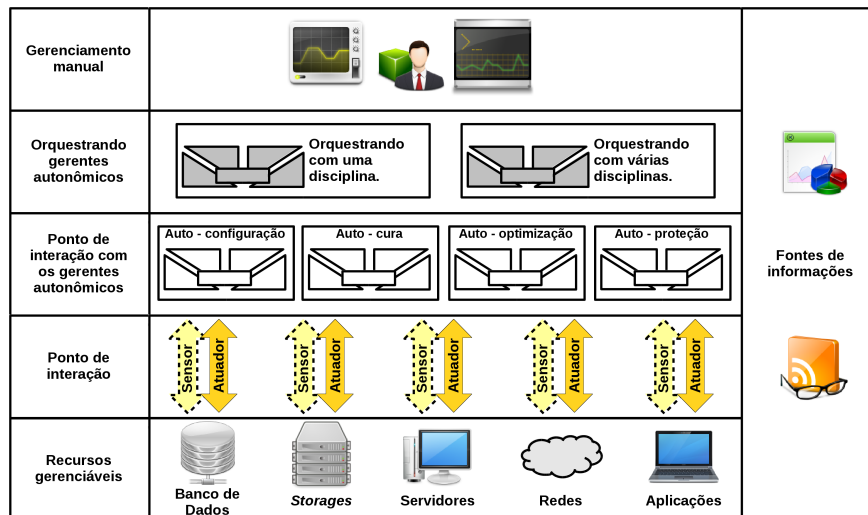 Gerenciamento
manual
Orquestrando
gerentes
autonômicos
Orquestrando
com uma
disciplina.
Orquestrando
com várias
disciplinas.
Ponto de
interação com
os gerentes
autonômicos
Auto - configuração
Auto - cura
Auto - optimização
Auto - proteção
Fontes de
informações
Ponto de
interação
Sensor
Atuador
Sensor
Atuador
Sensor
Atuador
Sensor
Atuador
Sensor
Atuador
Recursos
gerenciáveis
Banco de
Dados
Storages
Servidores
Redes
Aplicações